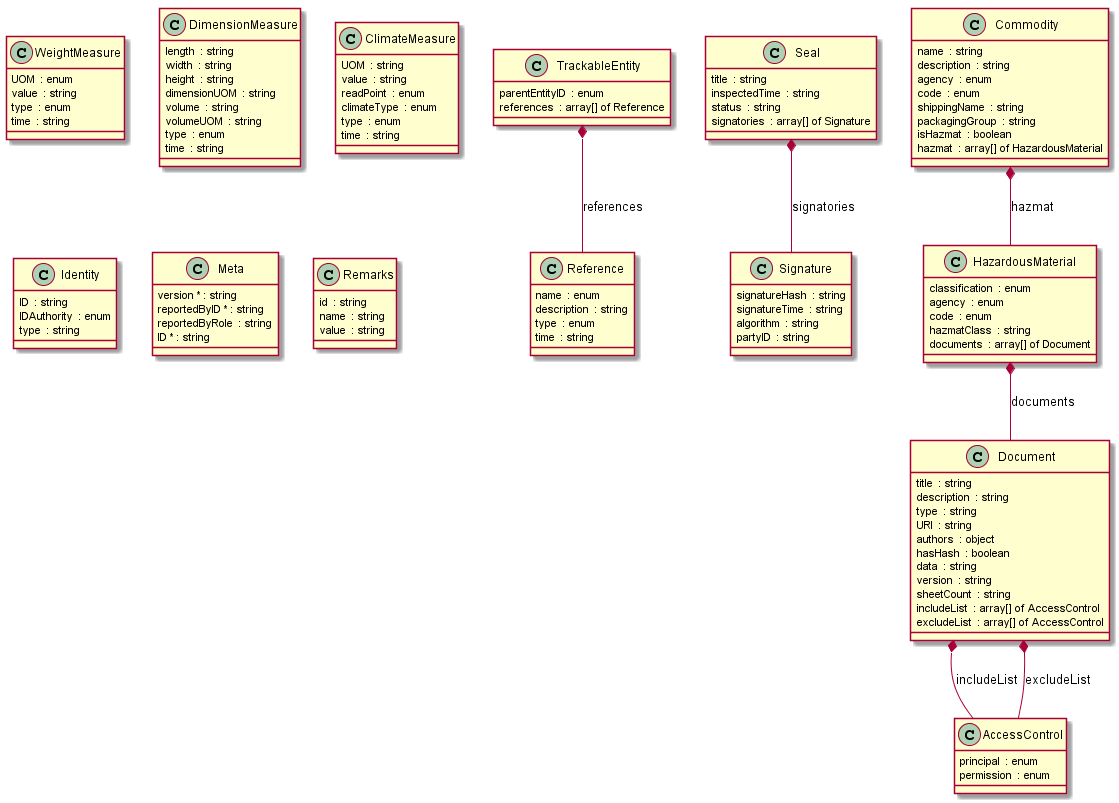 C WeightMeasure
UOM : enum
value : string
type : enum
time : string
C DimensionMeasure
length : string
width : string
height : string
dimensionUOM : string
volume : string
volumeUOM : string
type : enum
time : string
C ClimateMeasure
UOM : string
value : string
readPoint : enum
climateType : enum
type : enum
time : string
C TrackableEntity
parentEntityID : enum
references : array[] of Reference
C Seal
title : string
inspectedTime : string
status : string
signatories : array[] of Signature
C Commodity
name : string
description : string
agency : enum
code : enum
shippingName : string
packagingGroup : string
isHazmat : boolean
hazmat : array[] of HazardousMaterial
references
signatories
hazmat
C Identity
ID : string
IDAuthority : enum
type : string
C Meta
version * : string
reportedByID * : string
reportedByRole : string
ID * : string
C Remarks
id : string
name : string
value : string
C Reference
name : enum
description : string
type : enum
time : string
C Signature
signatureHash : string
signatureTime : string
algorithm : string
partyID : string
C HazardousMaterial
classification : enum
agency : enum
code : enum
hazmatClass : string
documents : array[] of Document
documents
C Document
title : string
description : string
type : string
URI : string
authors : object
hasHash : boolean
data : string
version : string
sheetCount : string
includeList : array[] of AccessControl
excludeList : array[] of AccessControl
includeList
excludeList
C AccessControl
principal : enum
permission : enum